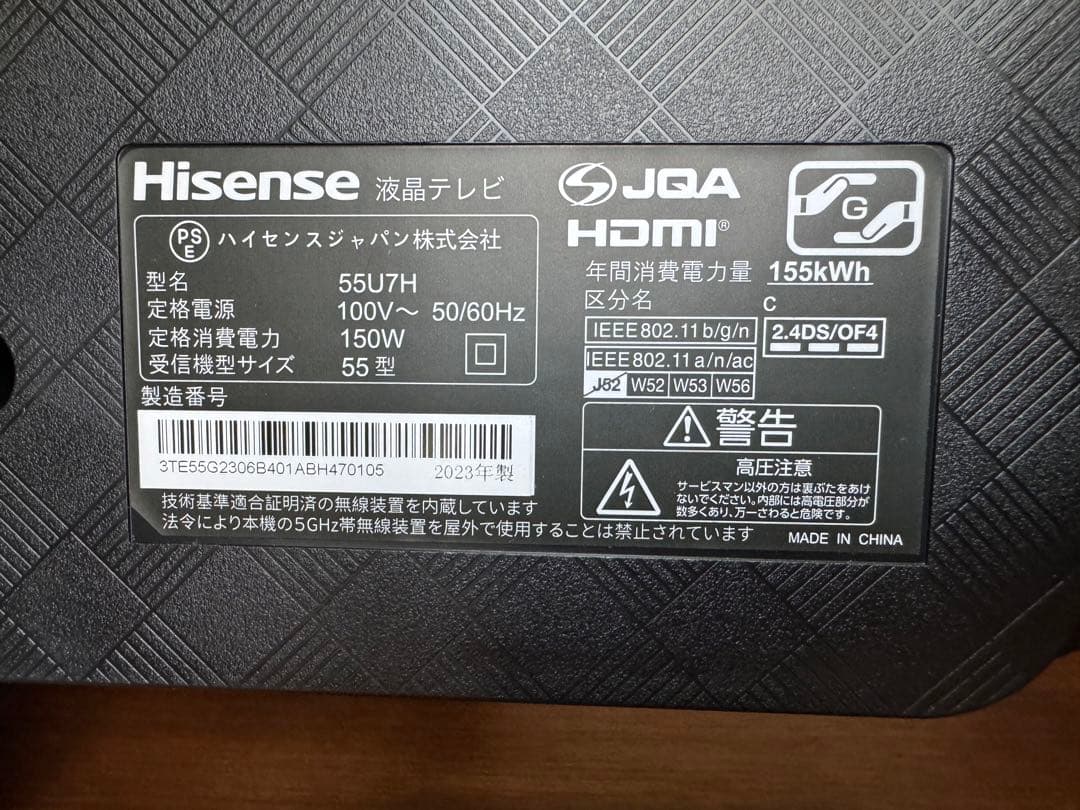 Hisense 液晶テレビ
PS
E
ハイセンスジャパン株式会社
型名 55U7H
定格電源 100V～ 50/60Hz
定格消費電力 150W
受信機型サイズ 55型
製造番号
3TE55G2306B401ABH470105 2023年製
技術基準適合証明済の無線装置を内蔵しています
法令により本機の5GHz帯無線装置を屋外で使用することは禁止されています
JQA
HDMI®
G
年間消費電力量 155kWh
区分名 C
IEEE802.11b/g/n
2.4DS/OF4
IEEE802.11a/n/ac
J52 W52 W53 W56
警告
高圧注意
サービスマン以外の方は裏ぶたをあけ
ないでください。内部には高電圧部分が
数多くあり、万一さわると危険です。
MADE IN CHINA